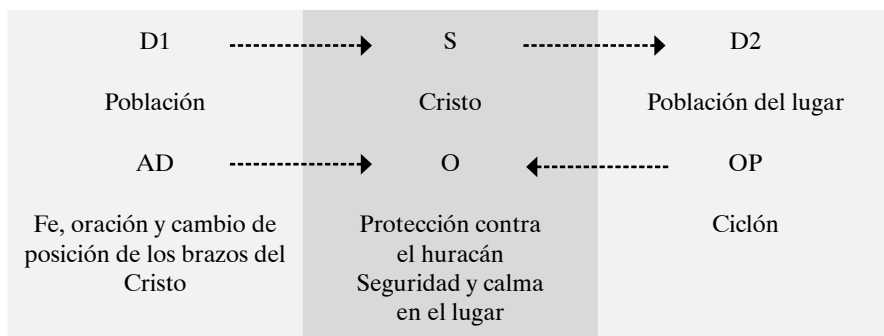 D1 S D2
Población Cristo Población del lugar
AD O OP
Fe, oración y cambio de
posición de los brazos del
Cristo
Protección contra
el huracán
Seguridad y calma
en el lugar
Ciclón